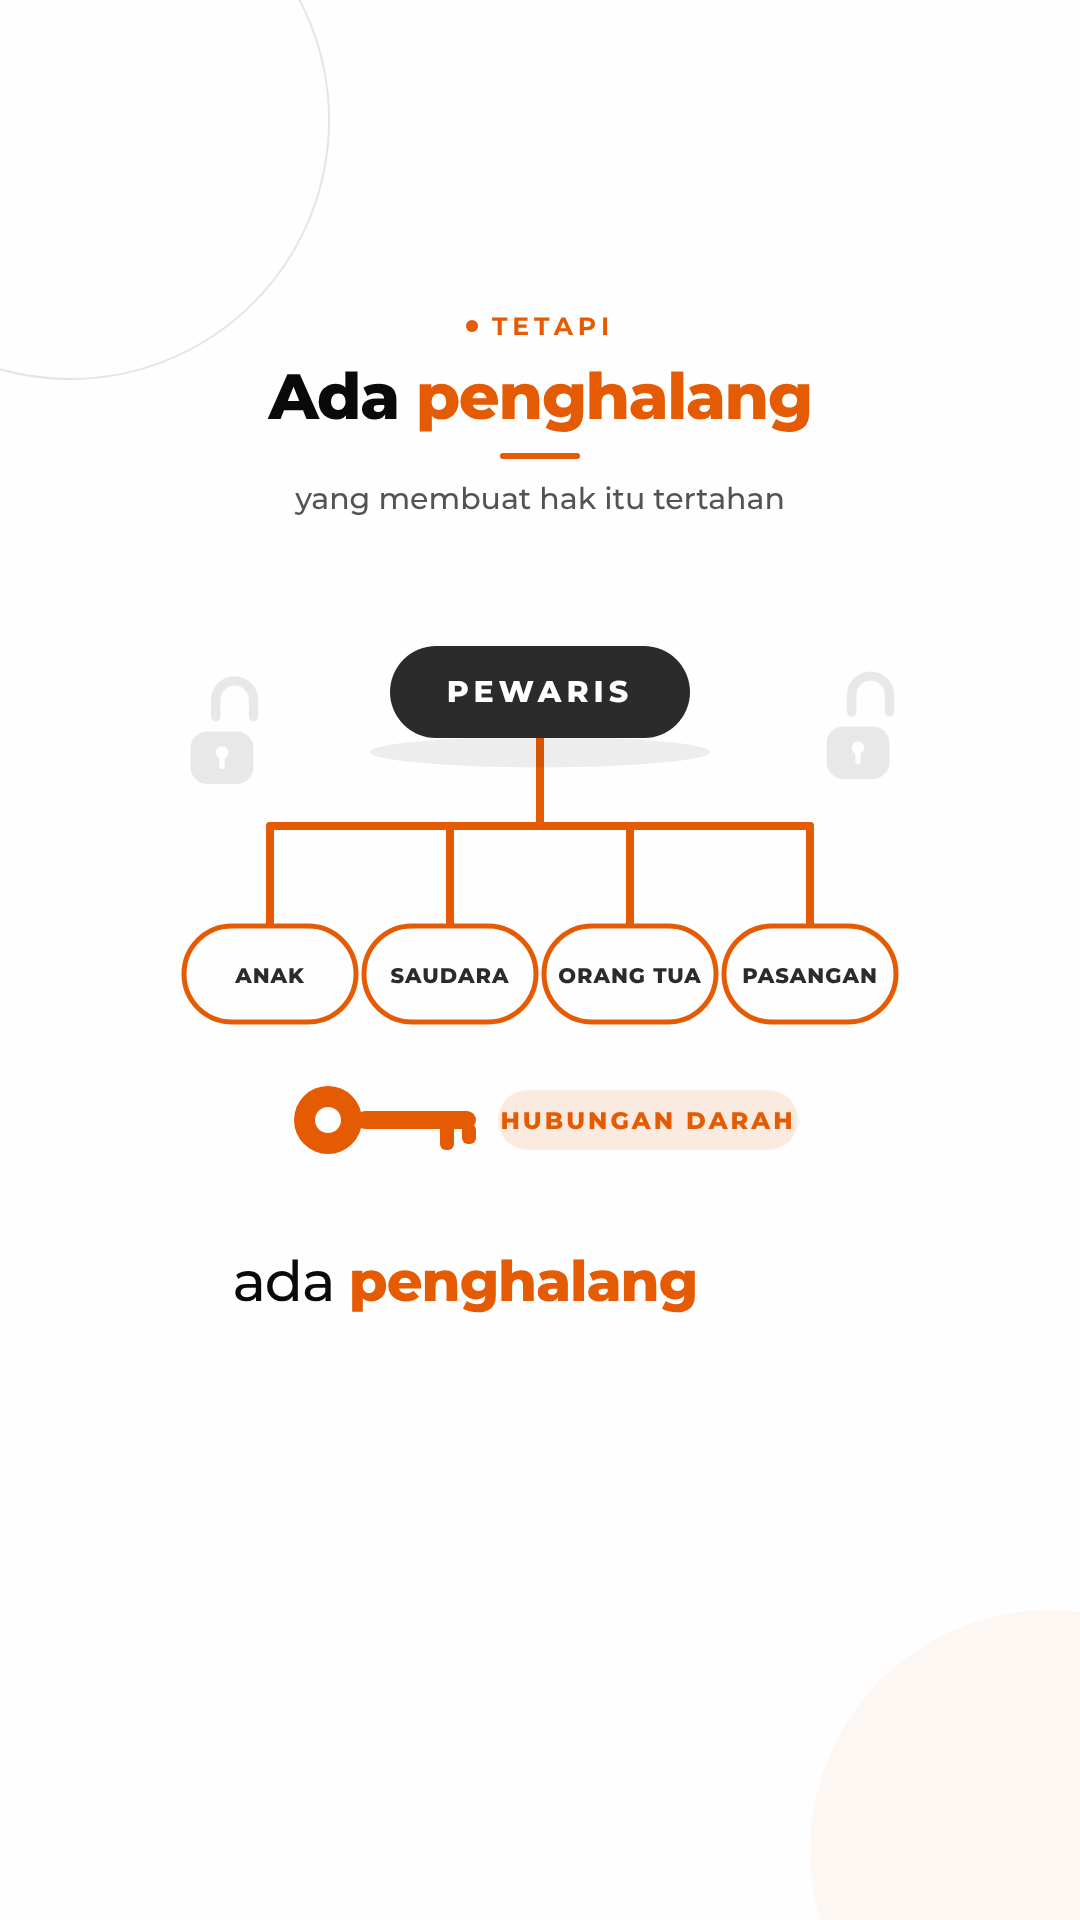 TETAPI
Ada penghalang
yang membuat hak itu tertahan
PEWARIS
ANAK
SAUDARA
ORANG TUA
PASANGAN
HUBUNGAN DARAH
ada penghalang